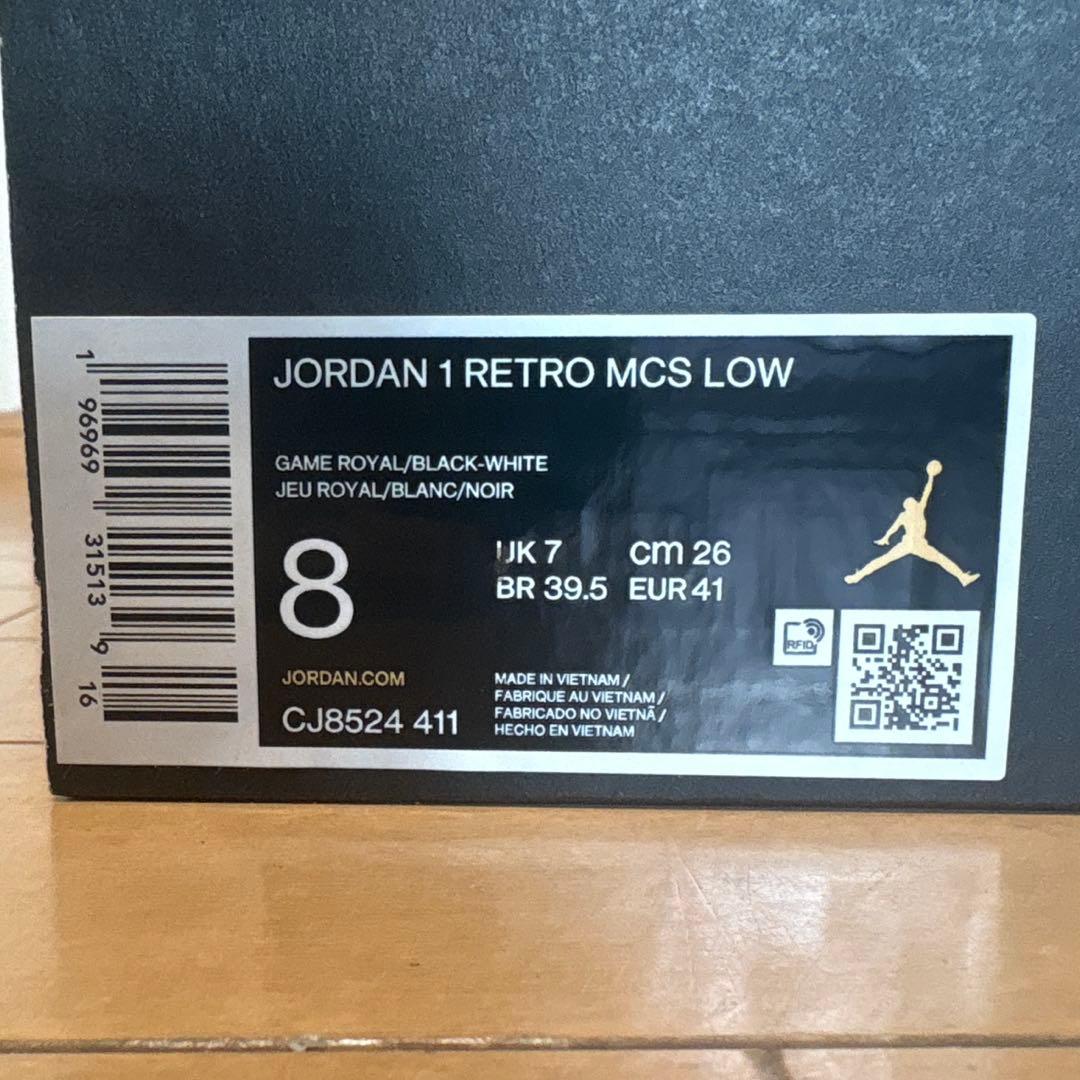 JORDAN 1 RETRO MCS LOW
GAME ROYAL/BLACK-WHITE
JEU ROYAL/BLANC/NOIR
8
UK 7 cm 26
BR 39.5 EUR 41
JORDAN.COM
CJ8524 411
MADE IN VIETNAM /
FABRIQUE AU VIETNAM /
FABRICADO NO VIETNÃ /
HECHO EN VIETNAM
RFID
1 96969 31513 9 16